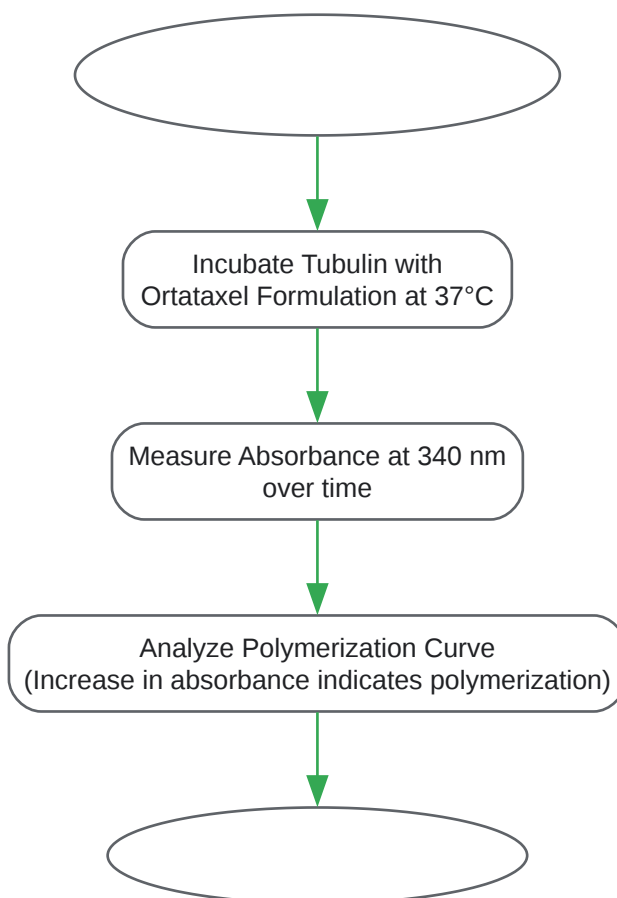 Incubate Tubulin with
Ortataxel Formulation at 37°C
Measure Absorbance at 340 nm
over time
Analyze Polymerization Curve
(Increase in absorbance indicates polymerization)